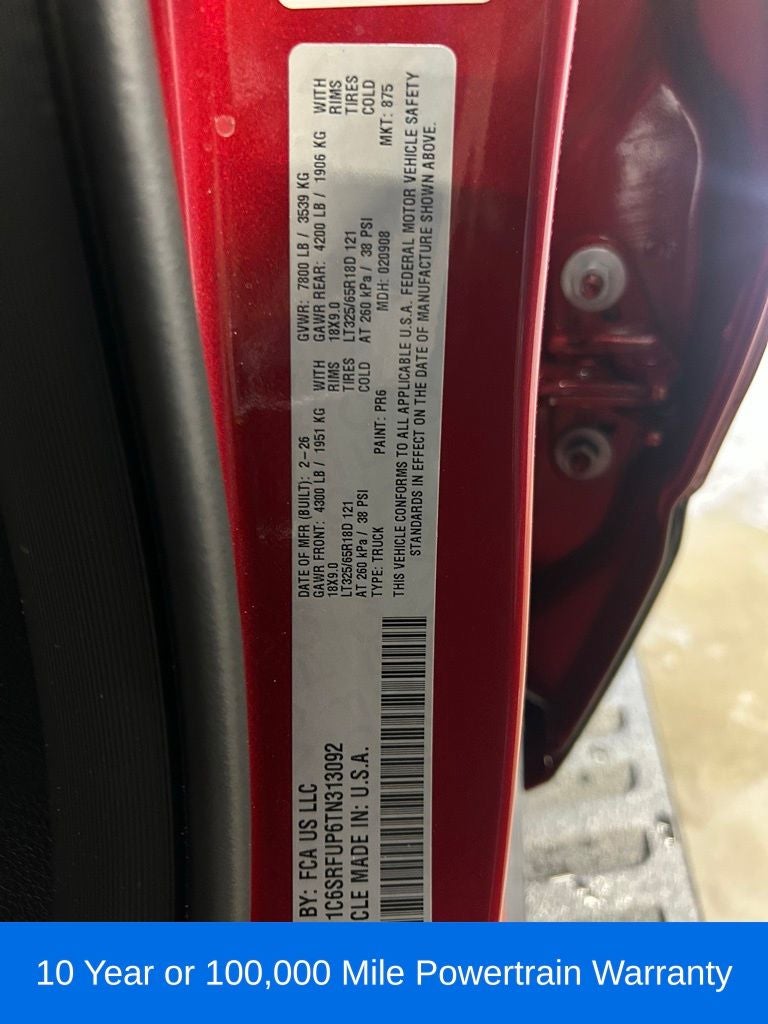 BY: FCA US LLC
1C6SRFUP6TN313092
CLE MADE IN: U.S.A.
DATE OF MFR (BUILT): 2-26 GVWR: 7800 LB / 3539 KG
GAWR FRONT: 4300 LB / 1951 KG WITH GAWR REAR: 4200 LB / 1906 KG WITH
18X9.0 RIMS 18X9.0 RIMS
LT325/65R18D 121 TIRES LT325/65R18D 121 TIRES
AT 260 kPa / 38 PSI COLD AT 260 kPa / 38 PSI COLD
TYPE: TRUCK PAINT: PR6 MDH: 020908 MKT: 875
THIS VEHICLE CONFORMS TO ALL APPLICABLE U.S.A. FEDERAL MOTOR VEHICLE SAFETY
STANDARDS IN EFFECT ON THE DATE OF MANUFACTURE SHOWN ABOVE.
10 Year or 100,000 Mile Powertrain Warranty